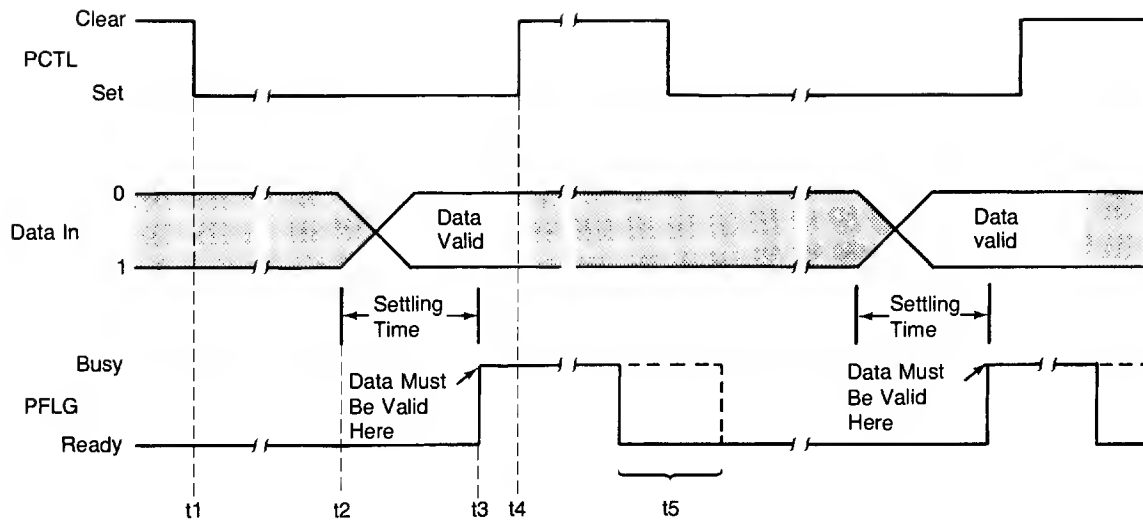 Clear
PCTL
Set
0
Data In
1
Data
Valid
Data
valid
Settling
Time
Settling
Time
Busy
PFLG
Ready
Data Must
Be Valid
Here
Data Must
Be Valid
Here
t1
t2
t3
t4
t5